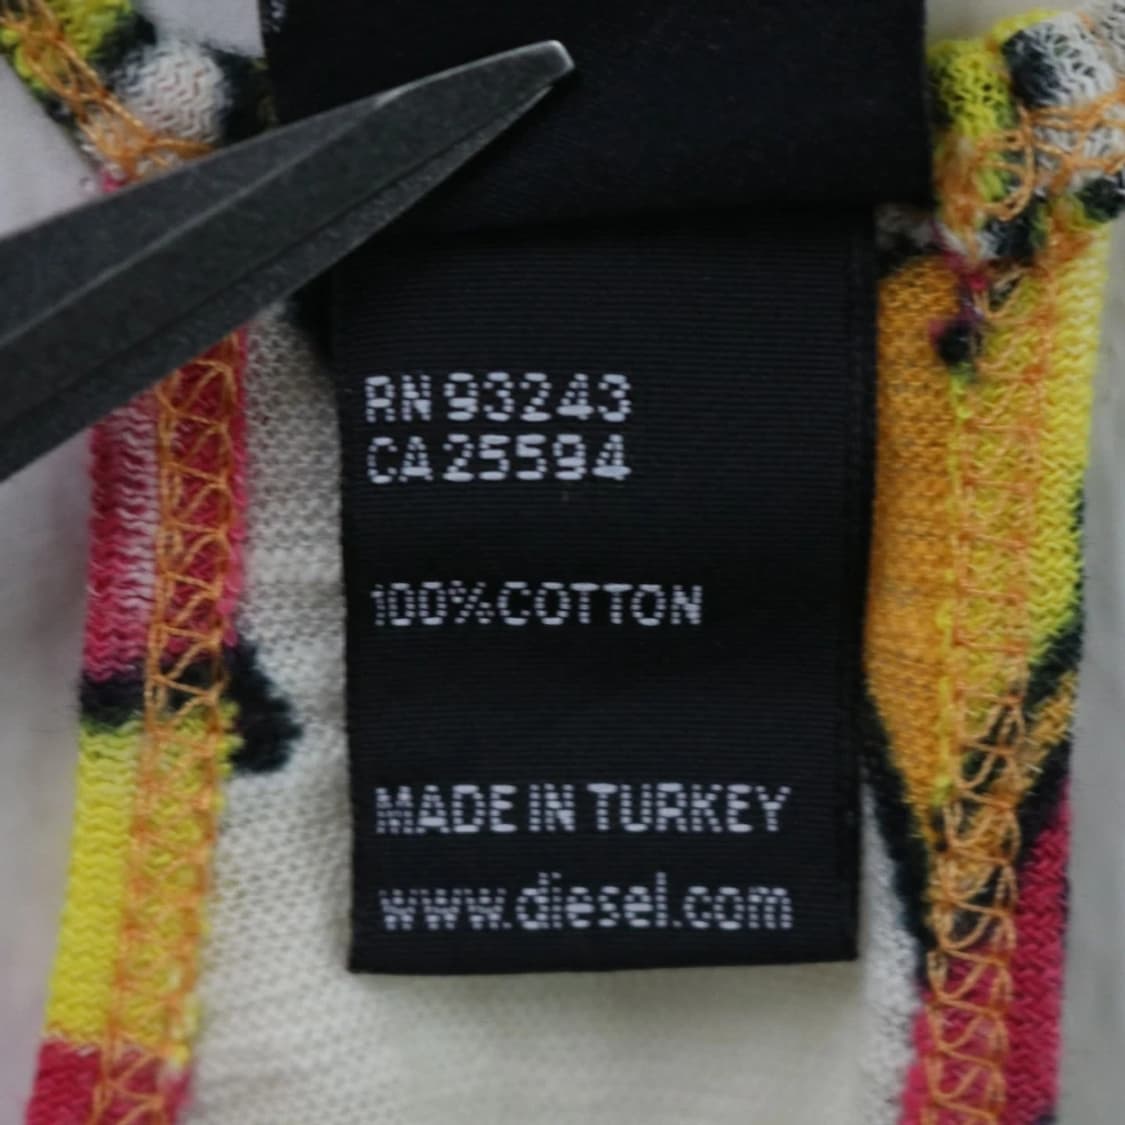 RN 93243
CA 25594
100% COTTON
MADE IN TURKEY
www.diesel.com